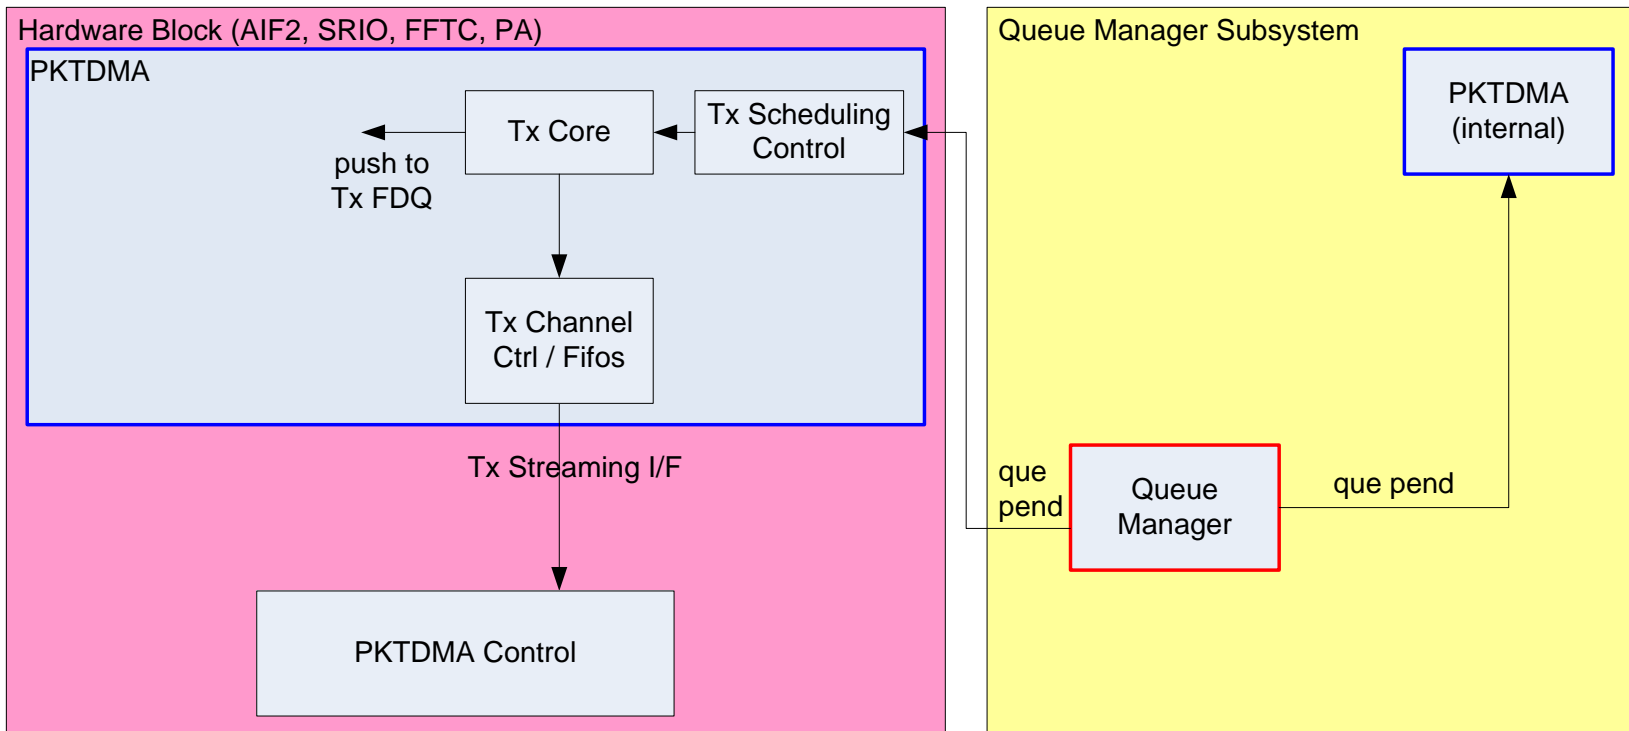 Hardware Block (AIF2, SRIO, FFTC, PA)
PKTDMA
Tx Core
Tx Scheduling
Control
push to
Tx FDQ
Tx Channel
Ctrl / Fifos
Tx Streaming I/F
PKTDMA Control
Queue Manager Subsystem
PKTDMA
(internal)
que
pend
Queue
Manager
que pend